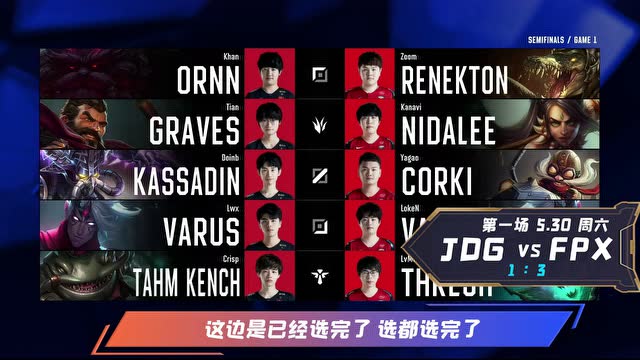 SEMIFINALS / GAME 1
Khan
ORNN
Zoom
RENEKTON
Tian
GRAVES
Kanavi
NIDALEE
Doinb
KASSADIN
Yagao
CORKI
Lwx
VARUS
LokeN
Crisp
TAHM KENCH
LvMao
第一场 5.30 周六
JDG VS FPX
1 : 3
这边是已经选完了 选都选完了